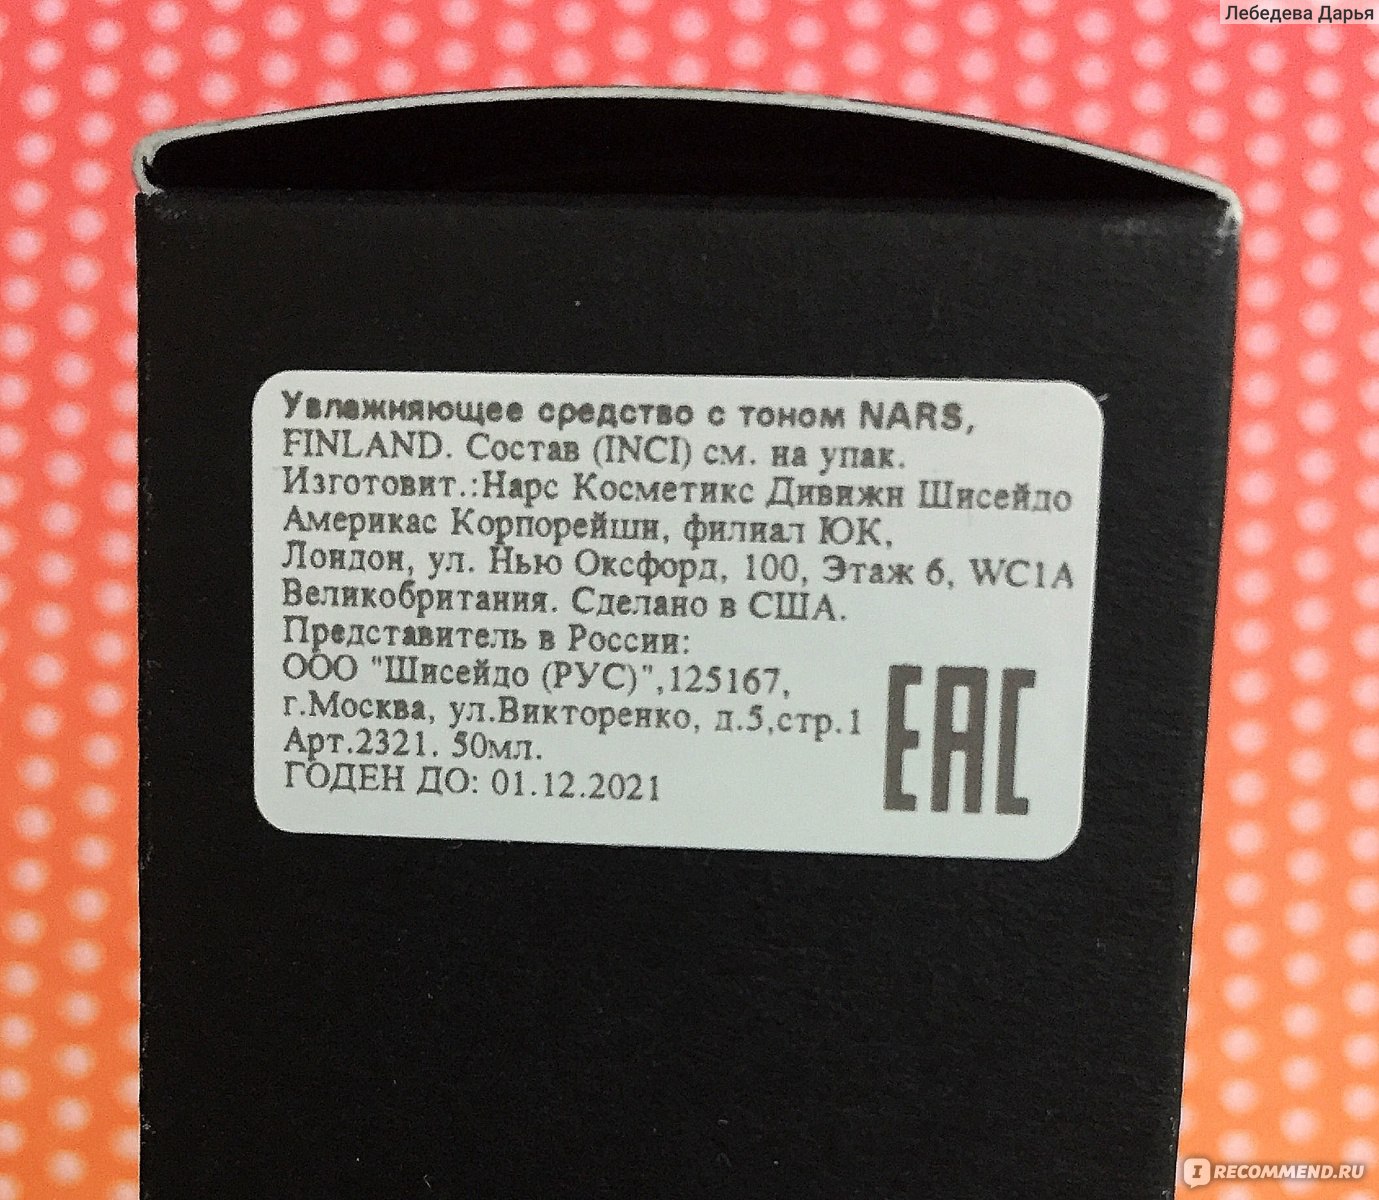 Лебедева Дарья
Увлажняющее средство с тоном NARS,
FINLAND. Состав (INCI) см. на упак.
Изготовит.:Нарс Косметикс Дивижн Шисейдо
Америкас Корпорейшн, филиал ЮК,
Лондон, ул. Нью Оксфорд, 100, Этаж 6, WC1A
Великобритания. Сделано в США.
Представитель в России:
ООО "Шисейдо (РУС)",125167,
г.Москва, ул.Викторенко, д.5,стр.1
Арт.2321. 50мл.
ГОДЕН ДО: 01.12.2021
EAC
IRECOMMEND.RU